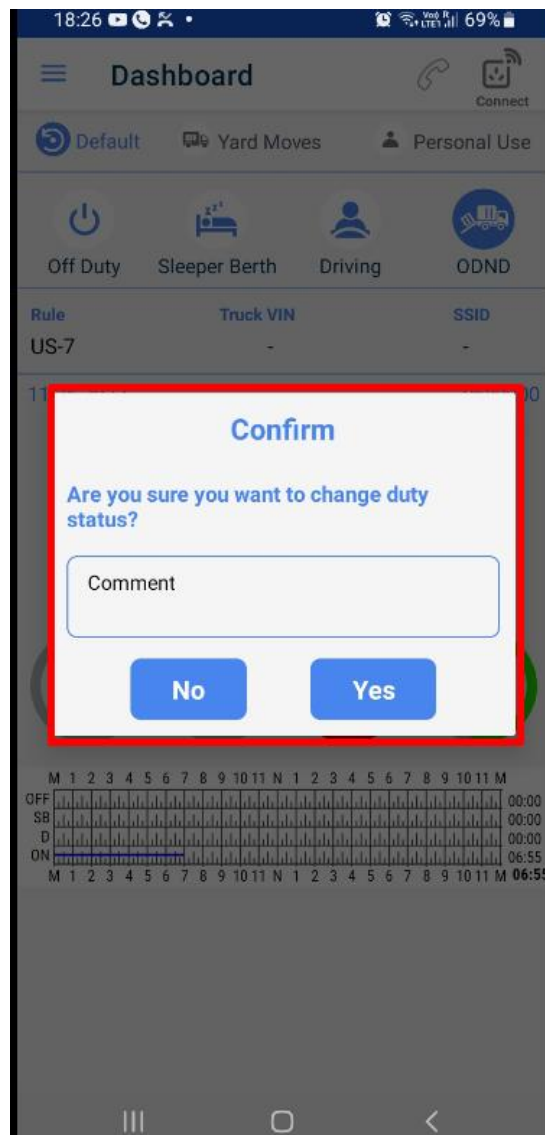 18:26 69%
Dashboard
Connect
Default Yard Moves Personal Use
Off Duty Sleeper Berth Driving ODND
Rule Truck VIN SSID
US-7 - -
Confirm
Are you sure you want to change duty
status?
Comment
No Yes
M 1 2 3 4 5 6 7 8 9 10 11 N 1 2 3 4 5 6 7 8 9 10 11 M
OFF 00:00
SB 00:00
D 00:00
ON 06:55
M 1 2 3 4 5 6 7 8 9 10 11 N 1 2 3 4 5 6 7 8 9 10 11 M 06:55